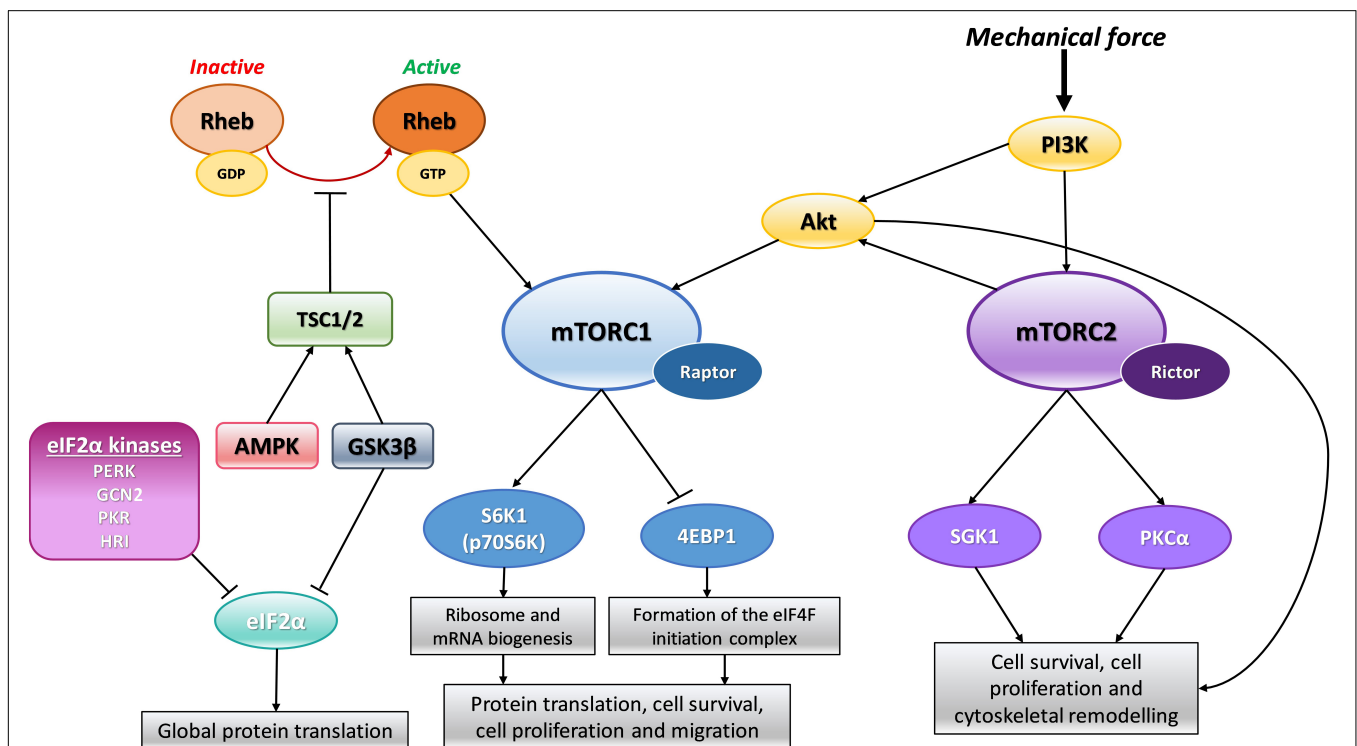 Mechanical force
Inactive
Active
Rheb
GDP
Rheb
GTP
PI3K
Akt
TSC1/2
mTORC1
Raptor
mTORC2
Rictor
AMPK
GSK3β
eIF2α kinases
PERK
GCN2
PKR
HRI
S6K1
(p70S6K)
4EBP1
SGK1
PKCα
eIF2α
Ribosome and
mRNA biogenesis
Formation of the eIF4F
initiation complex
Cell survival, cell
proliferation and
cytoskeletal remodelling
Protein translation, cell survival,
cell proliferation and migration
Global protein translation